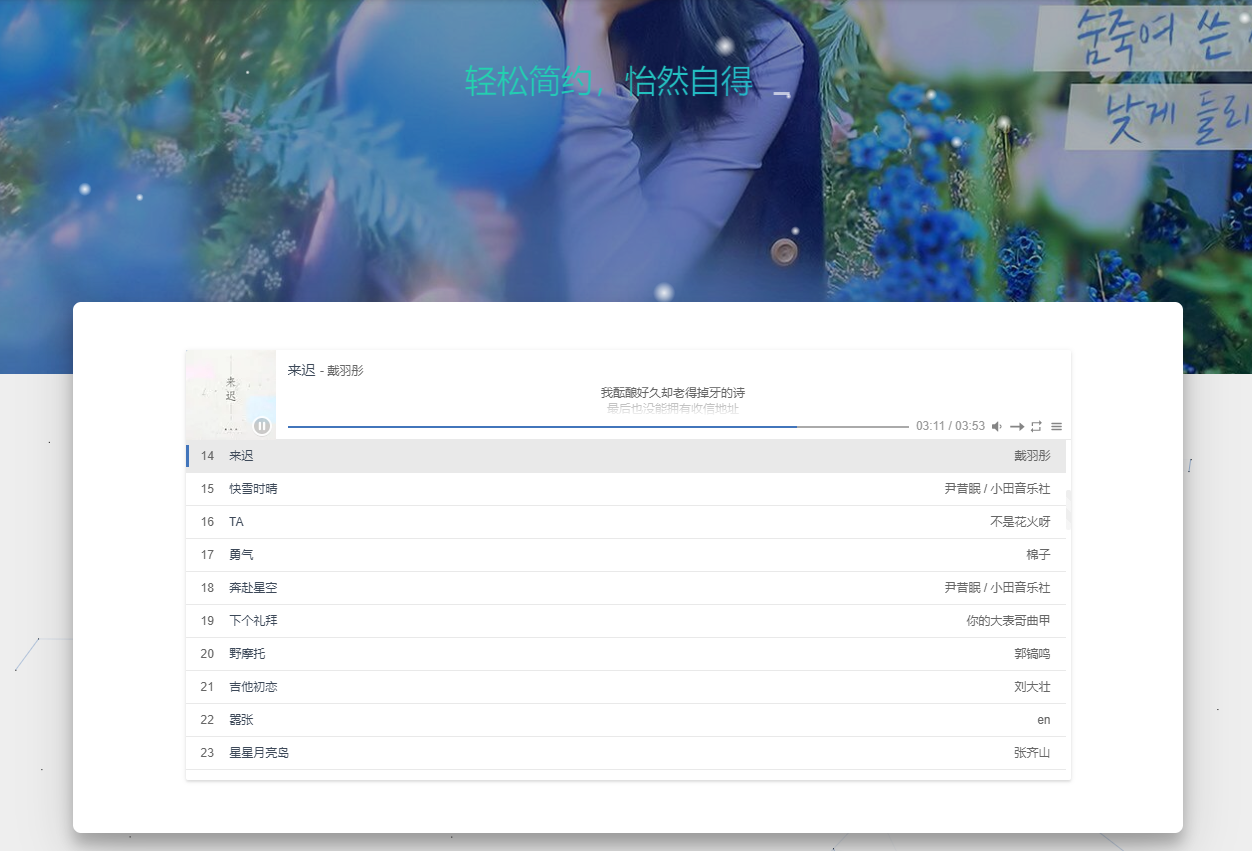 숨죽여 쓴
낮게 들리
轻松简约，怡然自得
来迟
来迟 - 戴羽彤
我酝酿好久却老得掉牙的诗
最后也没能拥有收信地址
03:11 / 03:53
14 来迟 戴羽彤
15 快雪时晴 尹昔眠 / 小田音乐社
16 TA 不是花火呀
17 勇气 棉子
18 奔赴星空 尹昔眠 / 小田音乐社
19 下个礼拜 你的大表哥曲甲
20 野摩托 郭镐鸣
21 吉他初恋 刘大壮
22 嚣张 en
23 星星月亮岛 张齐山